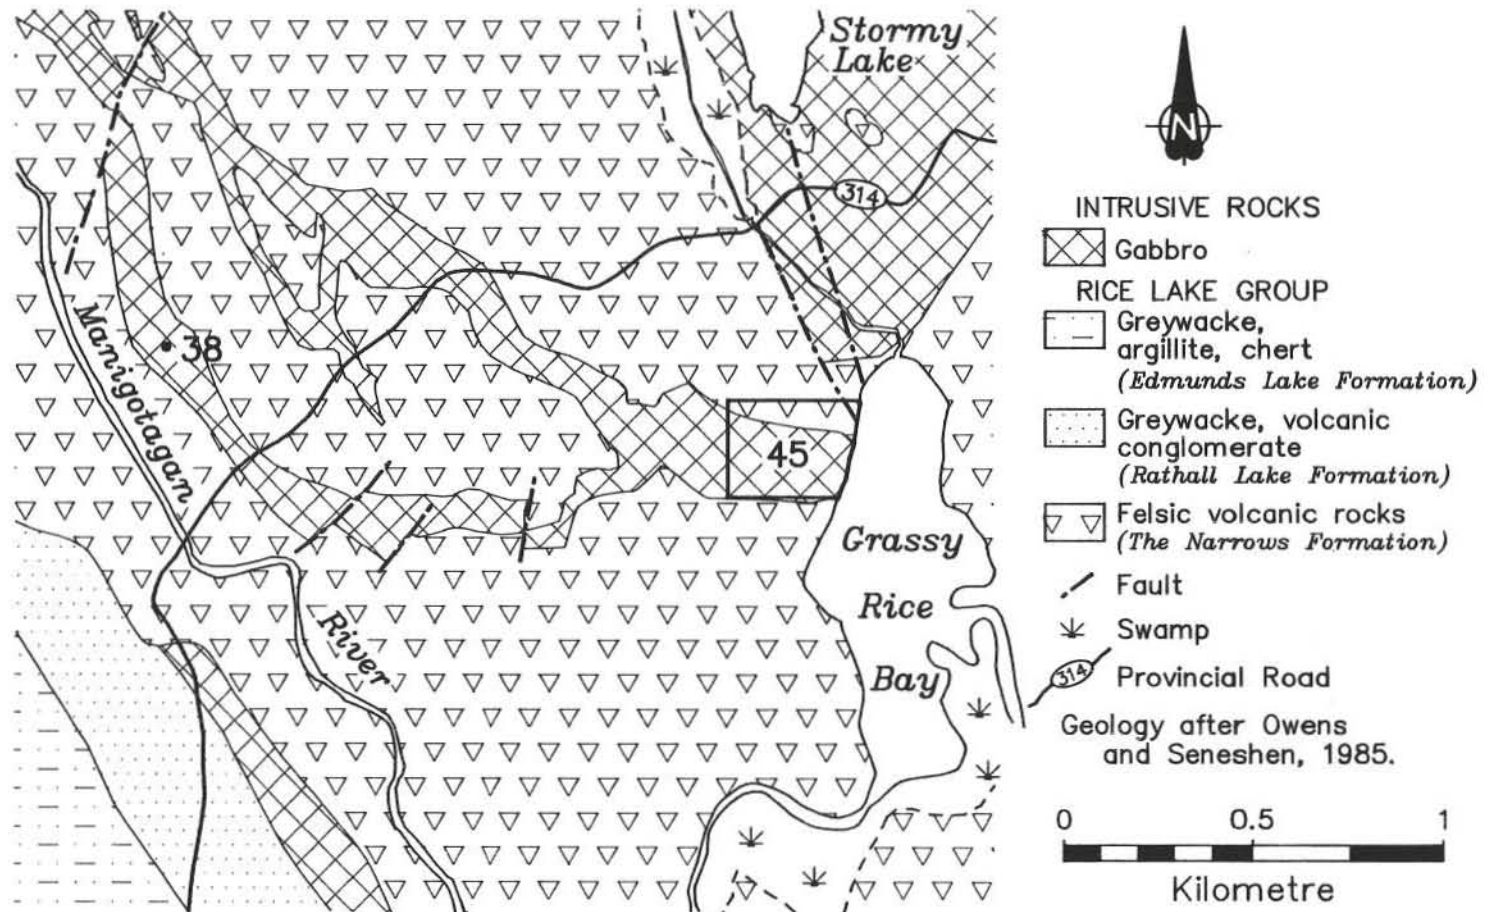 Stormy
Lake
314
Manigotagan
38
45
Grassy
Rice
Bay
River
N
INTRUSIVE ROCKS
Gabbro
RICE LAKE GROUP
Greywacke,
argillite, chert
(Edmunds Lake Formation)
Greywacke, volcanic
conglomerate
(Rathall Lake Formation)
Felsic volcanic rocks
(The Narrows Formation)
Fault
Swamp
314 Provincial Road
Geology after Owens
and Seneshen, 1985.
0 0.5 1
Kilometre